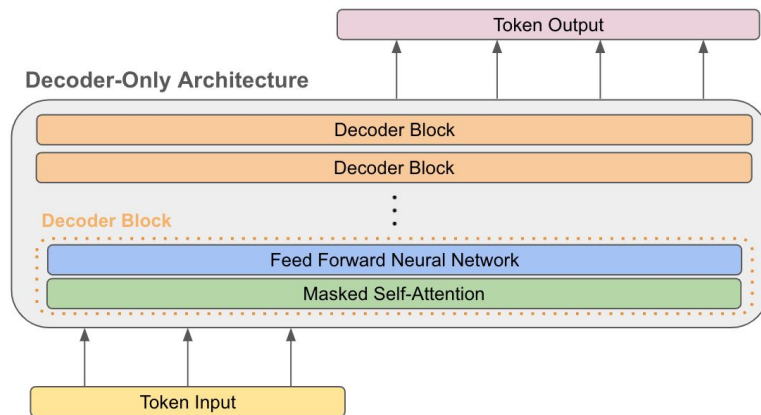 Token Output
Decoder-Only Architecture
Decoder Block
Decoder Block
Decoder Block
Feed Forward Neural Network
Masked Self-Attention
Token Input